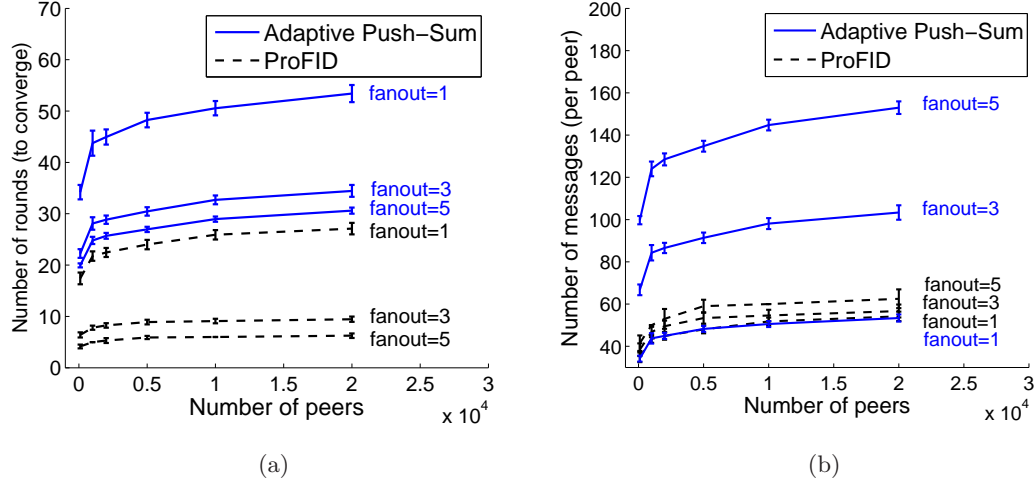 70
60
50
40
30
20
10
0
Number of rounds (to converge)
Adaptive Push−Sum
ProFID
fanout=1
fanout=3
fanout=5
fanout=1
fanout=3
fanout=5
0
0.5
1
1.5
2
2.5
3
x 10^4
Number of peers
(a)
200
180
160
140
120
100
80
60
40
Number of messages (per peer)
Adaptive Push−Sum
ProFID
fanout=5
fanout=3
fanout=5
fanout=3
fanout=1
fanout=1
0
0.5
1
1.5
2
2.5
3
x 10^4
Number of peers
(b)